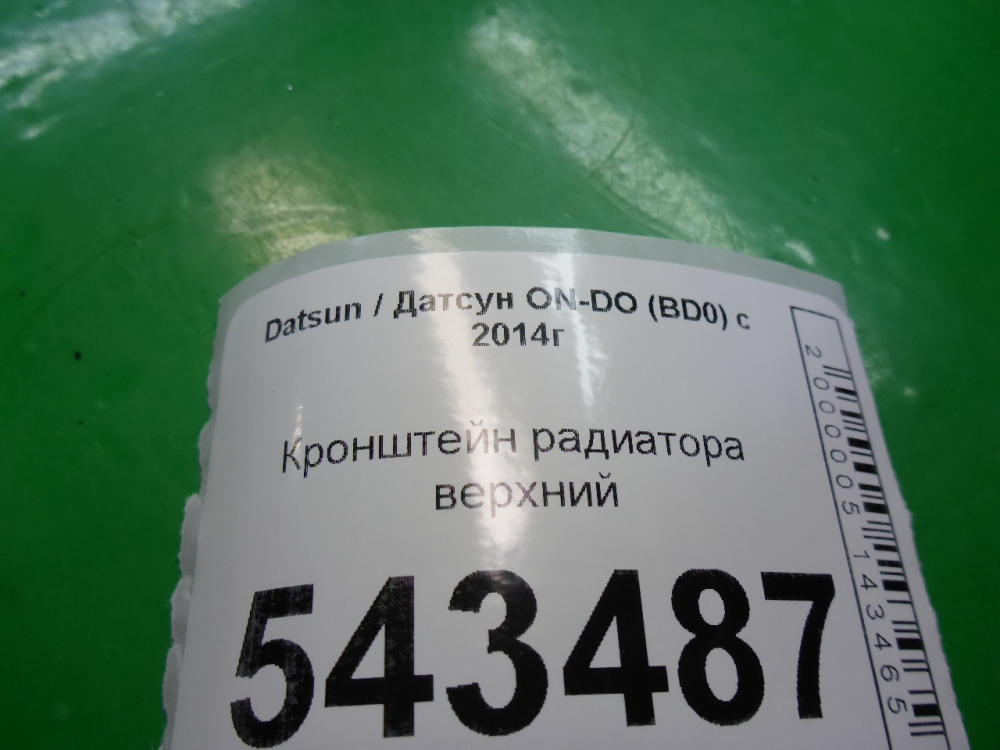 Datsun / Датсун ON-DO (BD0) с
2014г
Кронштейн радиатора
верхний
543487
2000005143465